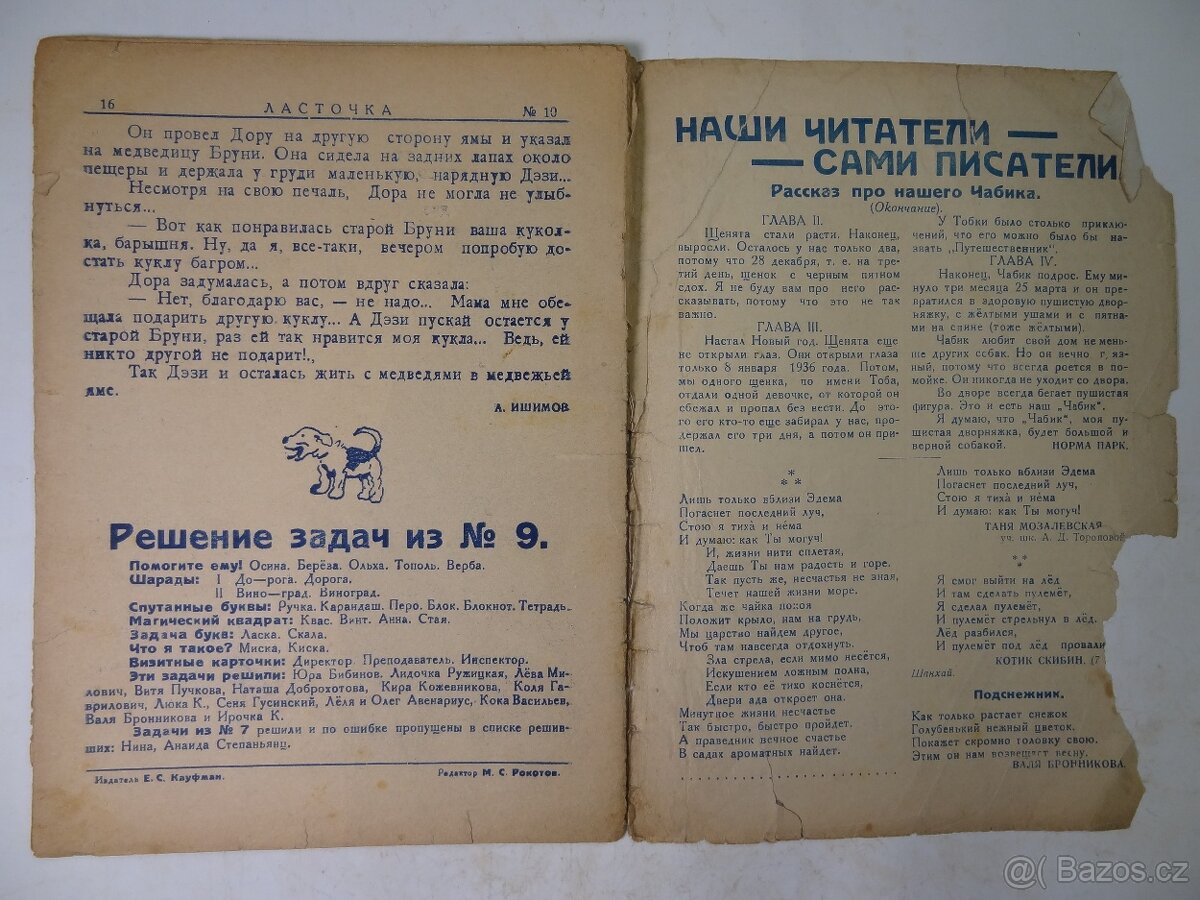 16
ЛАСТОЧКА
№ 10
Он провел Дору на другую сторону ямы и указал
на медведицу Бруни. Она сидела на задних лапах около
пещеры и держала у груди маленькую, нарядную Дэзи...
Несмотря на свою печаль, Дора не могла не улыб-
нуться...
— Вот как понравилась старой Бруни ваша кукол-
ка, барышня. Ну, да я, все-таки, вечером попробую до-
стать куклу багром...
Дора задумалась, а потом вдруг сказала:
— Нет, благодарю вас, — не надо... Мама мне обе-
щала подарить другую куклу... А Дэзи пускай остается у
старой Бруни, раз ей так нравится моя кукла... Ведь, ей
никто другой не подарит!.,
Так Дэзи и осталась жить с медведями в медвежьей
яме.
А. ИШИМОВ
Решение задач из № 9.
Помогите ему! Осина. Берёза. Ольха. Тополь. Верба.
Шарады: I До—рога. Дорога.
II Вино—град. Виноград.
Спутанные буквы: Ручка. Карандаш. Перо. Блок. Блокнот. Тетрадь.
Магический квадрат: Квас. Винт. Анна. Стая.
Задача букв: Ласка. Скала.
Что я такое? Миска, Киска.
Визитные карточки: Директор. Преподаватель. Инспектор.
Эти задачи решили: Юра Бибинов. Лидочка Ружицкая, Лёва Ми-
лович, Витя Пучкова, Наташа Доброхотова, Кира Кожевникова, Коля Га-
врилович, Люка К., Сеня Гусинский, Лёля и Олег Авенариус, Кока Васильев,
Валя Бронникова и Ирочка К.
Задачи из № 7 решили и по ошибке пропущены в списке решив-
ших: Нина, Анаида Степаньянц.
Издатель Е. С. Кауфман.
Редактор М. С. Рокотов.
НАШИ ЧИТАТЕЛИ —
— САМИ ПИСАТЕЛИ
Рассказ про нашего Чабика.
(Окончание).
ГЛАВА II.
Щенята стали расти. Наконец,
выросли. Осталось у нас только два,
потому что 28 декабря, т. е. на тре-
тий день, щенок с черным пятном
сдох. Я не буду вам про него рас-
сказывать, потому что это не так
важно.
ГЛАВА III.
Настал Новый год. Щенята еще
не открыли глаз. Они открыли глаза
только 8 января 1936 года. Потом,
мы одного щенка, по имени Тоба,
отдали одной девочке, от которой он
сбежал и пропал без вести. До это-
го его кто-то еще забирал у нас, про-
держал его три дня, а потом он при-
шел.
У Тобки было столько приклю-
чений, что его можно было бы на-
звать „Путешественник".
ГЛАВА IV.
Наконец, Чабик подрос. Ему ми-
нуло три месяца 25 марта и он пре-
вратился в здоровую пушистую двор-
няжку, с жёлтыми ушами и с пятна-
ми на спине (тоже жёлтыми).
Чабик любит свой дом не мень-
ше других собак. Но он вечно г, яз-
ный, потому что всегда роется в по-
мойке. Он никогда не уходит со двора.
Во дворе всегда бегает пушистая
фигура. Это и есть наш „Чабик".
Я думаю, что „Чабик", моя пу-
шистая дворняжка, будет большой и
верной собакой. НОРМА ПАРК.
*
* *
Лишь только вблизи Эдема
Погаснет последний луч,
Стою я тиха и нёма
И думаю: как Ты могуч!
И, жизни нити сплетая,
Даешь Ты нам радость и горе.
Так пусть же, несчастья не зная,
Течет нашей жизни море.
Когда же чайка покоя
Положит крыло, нам на грудь,
Мы царство найдем другое,
Чтоб там навсегда отдохнуть.
Зла стрела, если мимо несётся,
Искушением ложным полна,
Если кто её тихо коснётся,
Двери ада откроет она.
Минутное жизни несчастье
Так быстро, быстро пройдет,
А праведник вечное счастье
В садах ароматных найдет.
Лишь только вблизи Эдема
Погаснет последний луч,
Стою я тиха и нёма
И думаю: как Ты могуч!
ТАНЯ МОЗАЛЕВСКАЯ
уч. шк. А. Д. Тороповой
* *
*
Я смог выйти на лёд
И там сделать пулемёт,
Я сделал пулемёт,
И пулемёт стрельнул в лёд.
Лёд разбился,
И пулемёт под лёд провали
КОТИК СКИБИН. (7
Шанхай.
Подснежник.
Как только растает снежок
Голубенький нежный цветок.
Покажет скромно головку свою.
Этим он нам возвещает весну.
ВАЛЯ БРОННИКОВА.
@( Bazos.cz